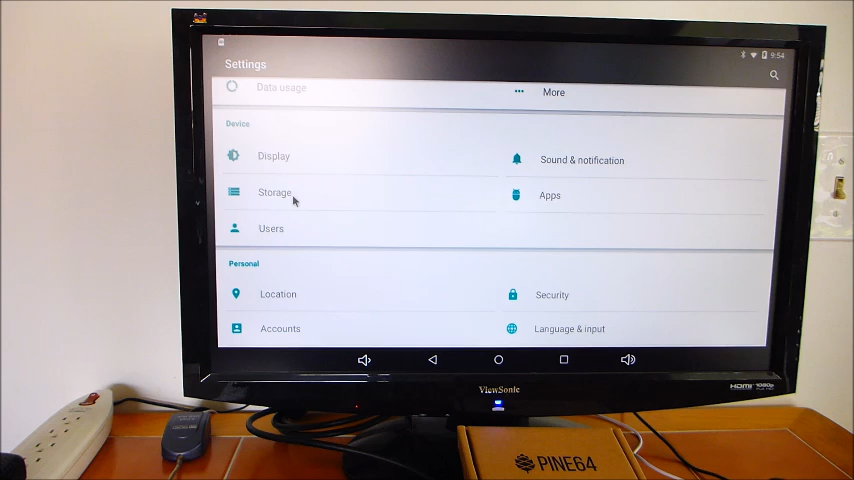 9:54
Settings
Data usage
More
Device
Display
Sound & notification
Storage
Apps
Users
Personal
Location
Security
Accounts
Language & input
ViewSonic
HDMI 1080p
PINE64